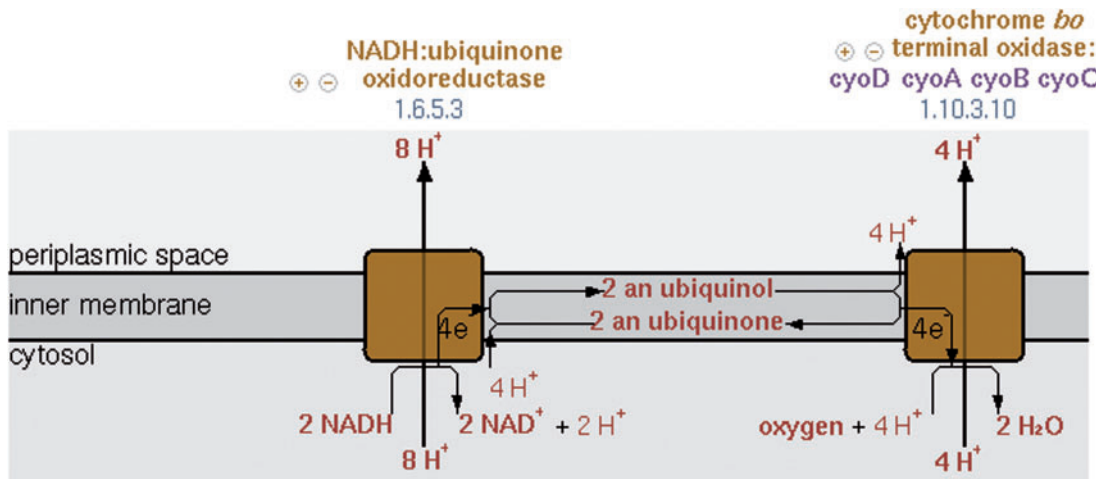 NADH:ubiquinone
oxidoreductase
1.6.5.3
cytochrome bo
terminal oxidase:
cyoD cyoA cyoB cyoC
1.10.3.10
8 H⁺
4 H⁺
periplasmic space
4 H⁺
inner membrane
2 an ubiquinol
2 an ubiquinone
4e⁻
4e⁻
cytosol
4 H⁺
2 NADH
2 NAD⁺ + 2 H⁺
oxygen + 4 H⁺
2 H₂O
8 H⁺
4 H⁺